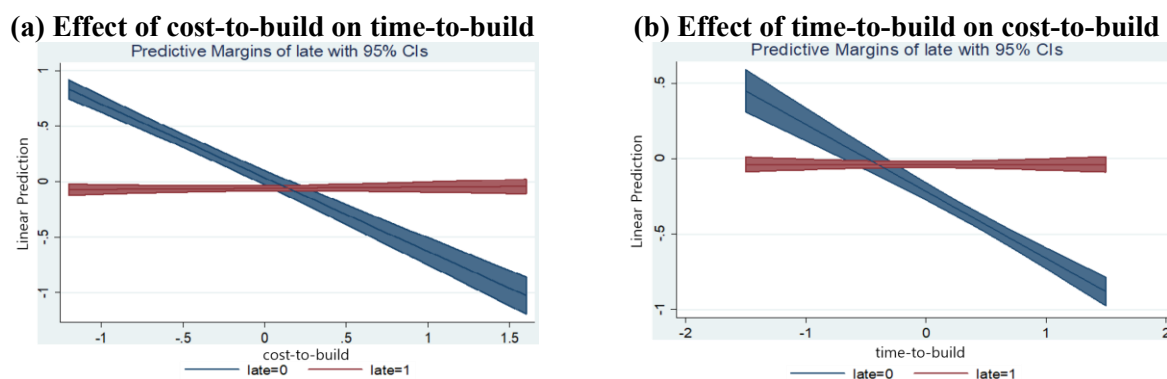 (a) Effect of cost-to-build on time-to-build
Predictive Margins of late with 95% CIs
Linear Prediction
1
.5
0
-.5
-1
-1
-.5
0
.5
1
1.5
cost-to-build
late=0
late=1
(b) Effect of time-to-build on cost-to-build
Predictive Margins of late with 95% CIs
Linear Prediction
.5
0
-.5
-1
-2
-1
0
1
2
time-to-build
late=0
late=1